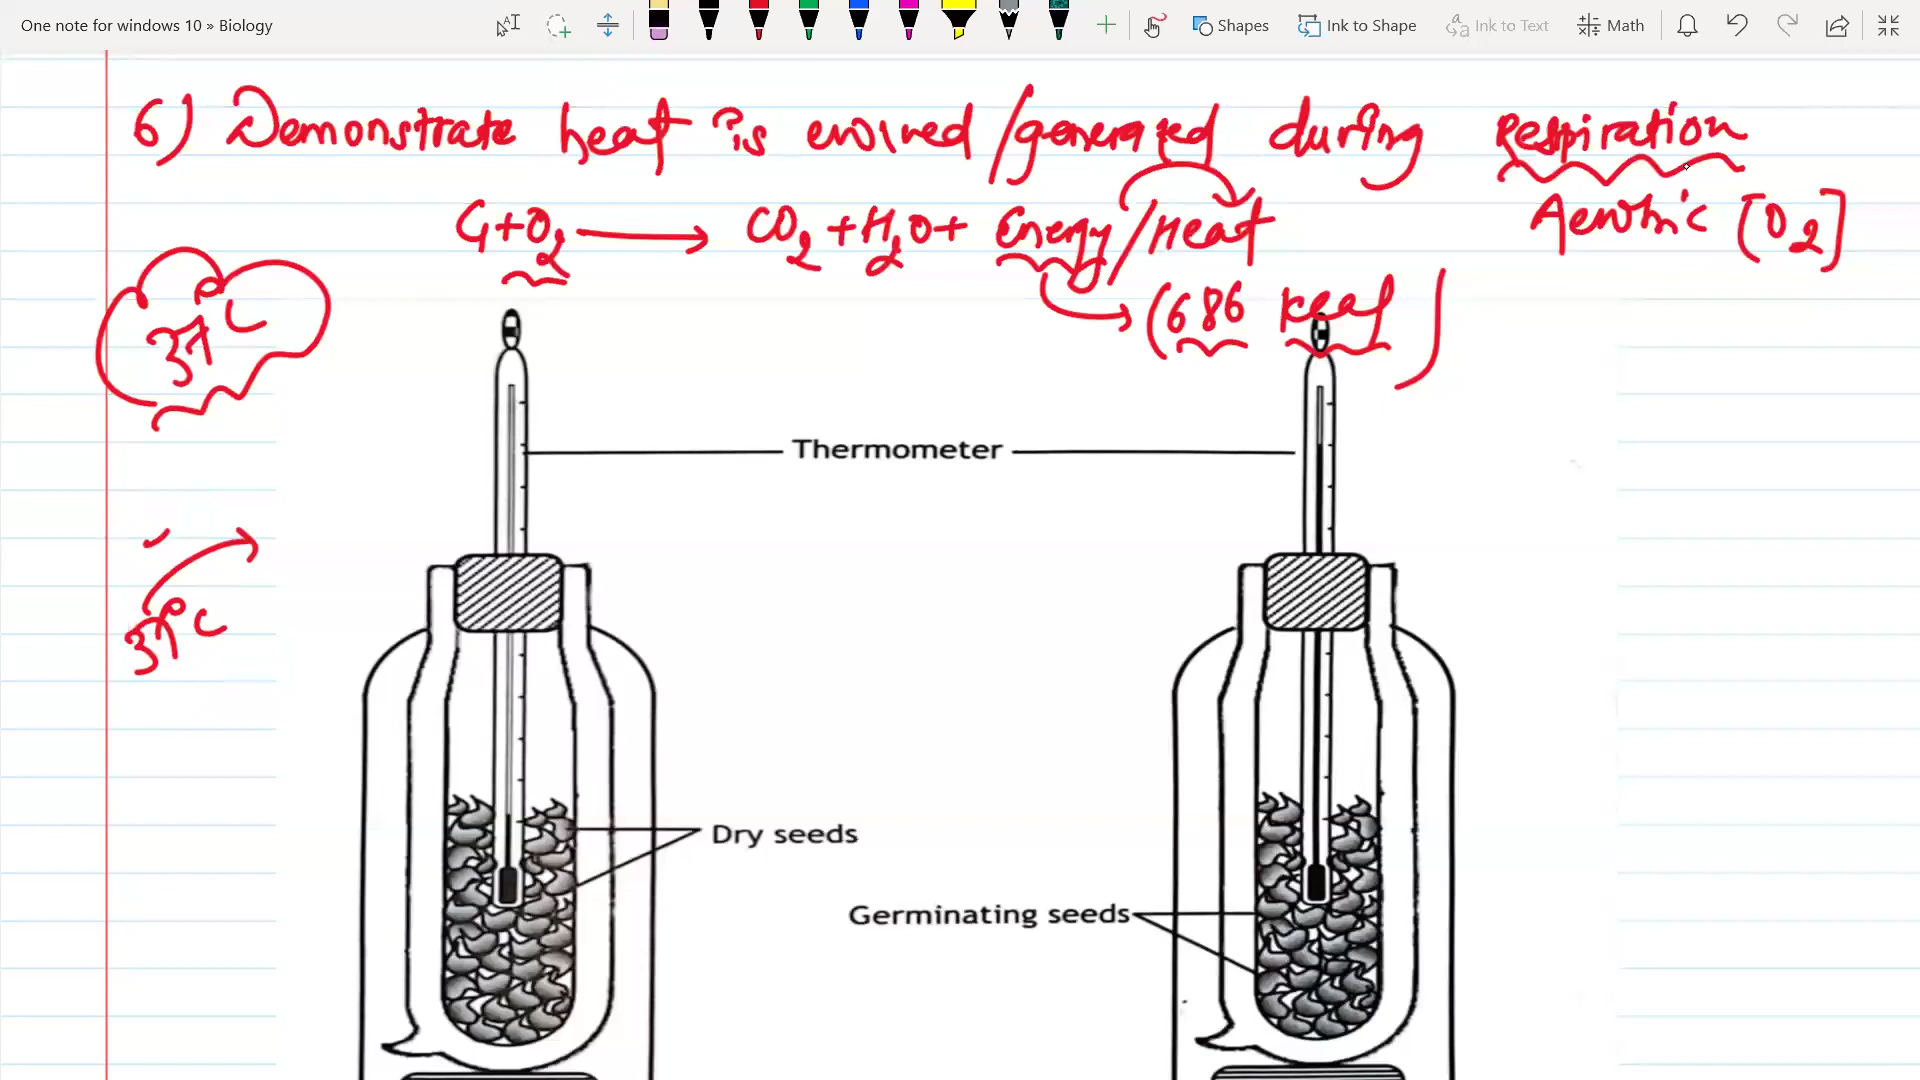 One note for windows 10 » Biology
Shapes
Ink to Shape
Ink to Text
Math
6) Demonstrate heat is evolved/generated during Respiration
G+O2 → CO2 + H2O + Energy/Heat
Aerobic [O2]
(686 kcal)
37°C
Thermometer
37°C
Dry seeds
Germinating seeds